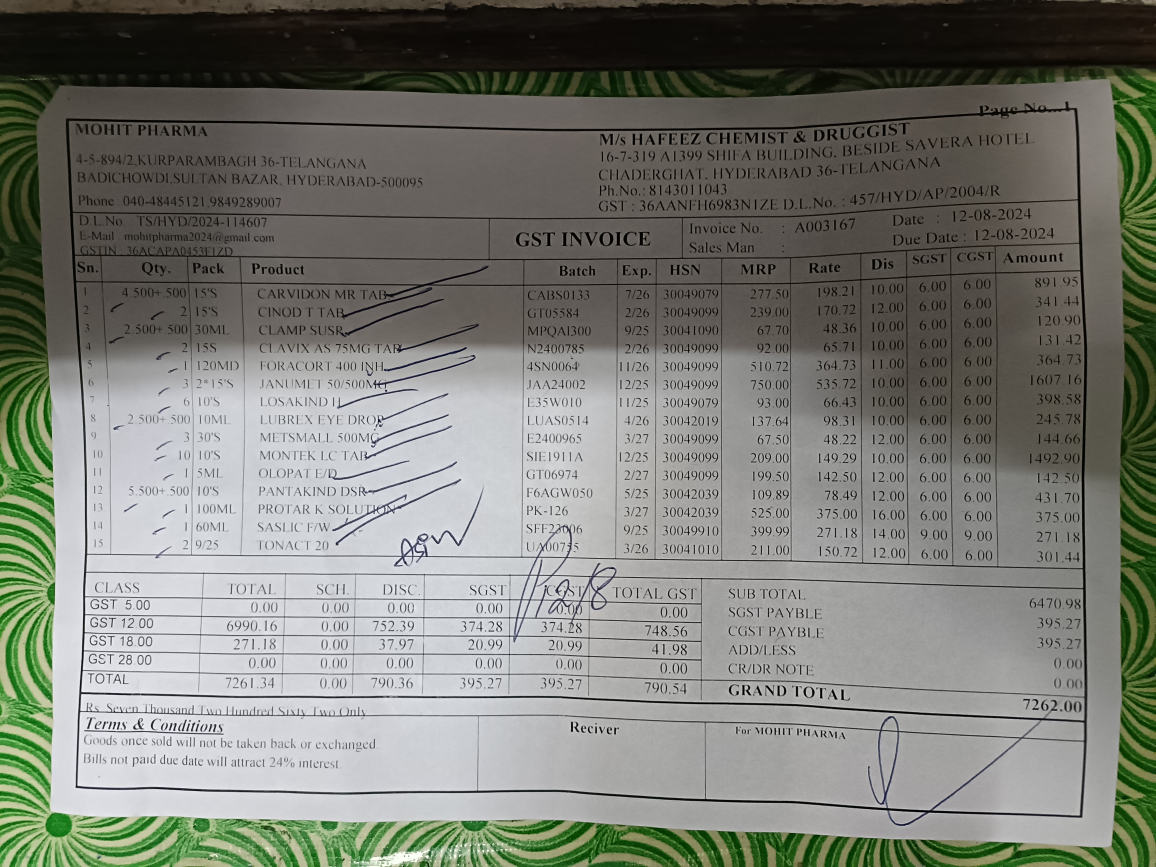 Page No...1
MOHIT PHARMA
4-5-894/2,KURPARAMBAGH 36-TELANGANA
BADICHOWDI,SULTAN BAZAR, HYDERABAD-500095
Phone : 040-48445121,9849289007
D.L.No. TS/HYD/2024-114607
E-Mail : mohitpharma2024@gmail.com
GSTIN : 36ACAPA0453F1ZD
M/s HAFEEZ CHEMIST & DRUGGIST
16-7-319 A1399 SHIFA BUILDING, BESIDE SAVERA HOTEL
CHADERGHAT, HYDERABAD 36-TELANGANA
Ph.No.: 8143011043
GST : 36AANFH6983N1ZE D.L.No. : 457/HYD/AP/2004/R
GST INVOICE
Invoice No. : A003167 Date : 12-08-2024
Sales Man : Due Date : 12-08-2024
Sn. Qty. Pack Product Batch Exp. HSN MRP Rate Dis SGST CGST Amount
1 4.500+.500 15'S CARVIDON MR TAB CABS0133 7/26 30049079 277.50 198.21 10.00 6.00 6.00 891.95
2 2 15'S CINOD T TAB GT05584 2/26 30049099 239.00 170.72 12.00 6.00 6.00 341.44
3 2.500+.500 30ML CLAMP SUSP MPQAI300 9/25 30041090 67.70 48.36 10.00 6.00 6.00 120.90
4 2 15S CLAVIX AS 75MG TAB N2400785 2/26 30049099 92.00 65.71 10.00 6.00 6.00 131.42
5 1 120MD FORACORT 400 INH 4SN0064 11/26 30049099 510.72 364.73 11.00 6.00 6.00 364.73
6 3 2*15'S JANUMET 50/500MG JAA24002 12/25 30049099 750.00 535.72 10.00 6.00 6.00 1607.16
7 6 10'S LOSAKIND H E35W010 11/25 30049079 93.00 66.43 10.00 6.00 6.00 398.58
8 2.500+.500 10ML LUBREX EYE DROP LUAS0514 4/26 30042019 137.64 98.31 10.00 6.00 6.00 245.78
9 3 30'S METSMALL 500MG E2400965 3/27 30049099 67.50 48.22 12.00 6.00 6.00 144.66
10 10 10'S MONTEK LC TAB SIE1911A 12/25 30049099 209.00 149.29 10.00 6.00 6.00 1492.90
11 1 5ML OLOPAT E/D GT06974 2/27 30049099 199.50 142.50 12.00 6.00 6.00 142.50
12 5.500+.500 10'S PANTAKIND DSR F6AGW050 5/25 30042039 109.89 78.49 12.00 6.00 6.00 431.70
13 1 100ML PROTAR K SOLUTION PK-126 3/27 30042039 525.00 375.00 16.00 6.00 6.00 375.00
14 1 60ML SASLIC F/W SFF23006 9/25 30049910 399.99 271.18 14.00 9.00 9.00 271.18
15 2 9/25 TONACT 20 UA00755 3/26 30041010 211.00 150.72 12.00 6.00 6.00 301.44
12/8
CLASS TOTAL SCH. DISC. SGST CGST TOTAL GST
GST 5.00 0.00 0.00 0.00 0.00 0.00 0.00
GST 12.00 6990.16 0.00 752.39 374.28 374.28 748.56
GST 18.00 271.18 0.00 37.97 20.99 20.99 41.98
GST 28.00 0.00 0.00 0.00 0.00 0.00 0.00
TOTAL 7261.34 0.00 790.36 395.27 395.27 790.54
SUB TOTAL 6470.98
SGST PAYBLE 395.27
CGST PAYBLE 395.27
ADD/LESS 0.00
CR/DR NOTE 0.00
GRAND TOTAL 7262.00
Rs. Seven Thousand Two Hundred Sixty Two Only
Terms & Conditions
Goods once sold will not be taken back or exchanged.
Bills not paid due date will attract 24% interest.
Reciver
For MOHIT PHARMA